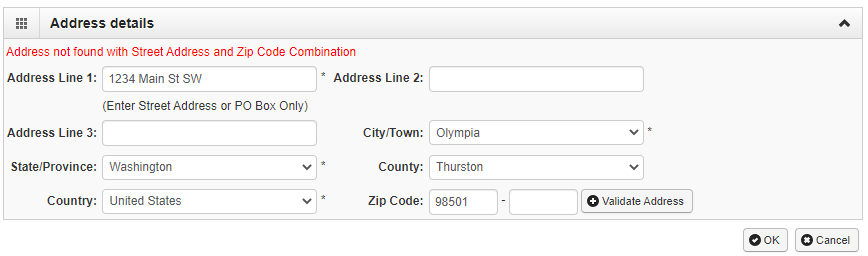 Address details
Address not found with Street Address and Zip Code Combination
Address Line 1: 1234 Main St SW * Address Line 2:
(Enter Street Address or PO Box Only)
Address Line 3: City/Town: Olympia *
State/Province: Washington * County: Thurston
Country: United States * Zip Code: 98501 - Validate Address
OK Cancel